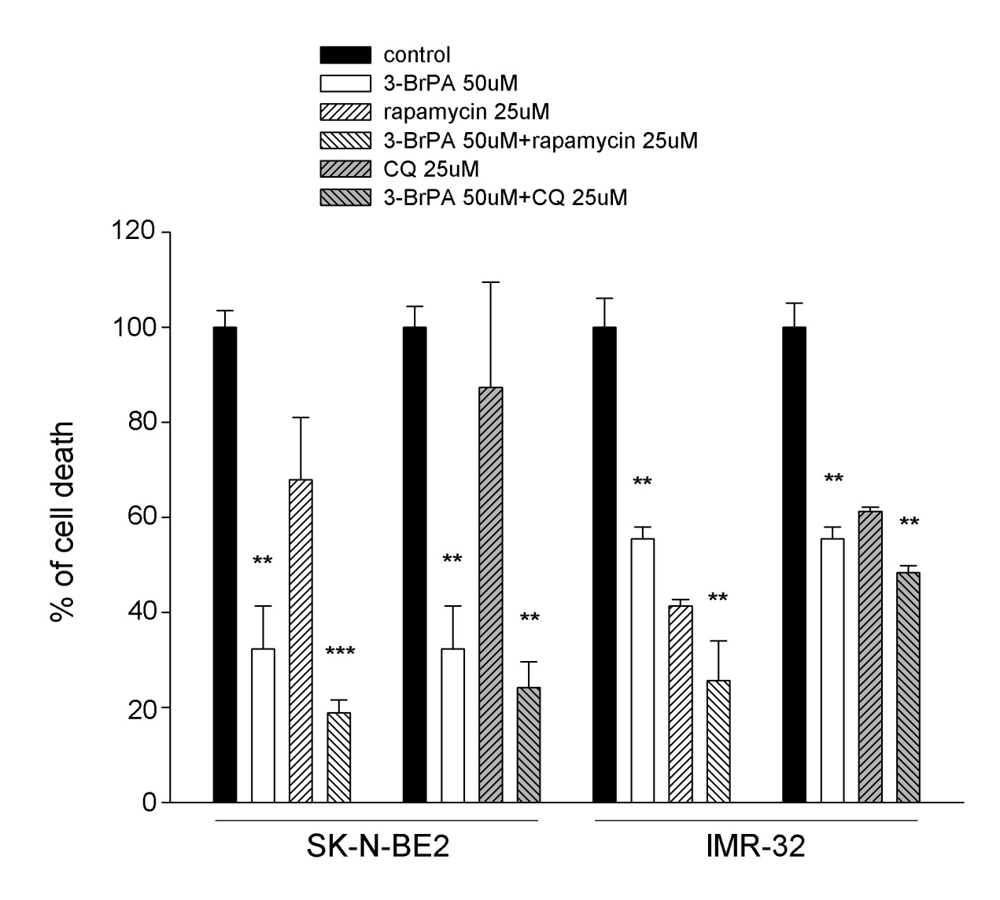 control
3-BrPA 50uM
rapamycin 25uM
3-BrPA 50uM+rapamycin 25uM
CQ 25uM
3-BrPA 50uM+CQ 25uM
120
100
80
60
40
20
0
% of cell death
**
***
**
**
**
**
**
**
SK-N-BE2
IMR-32